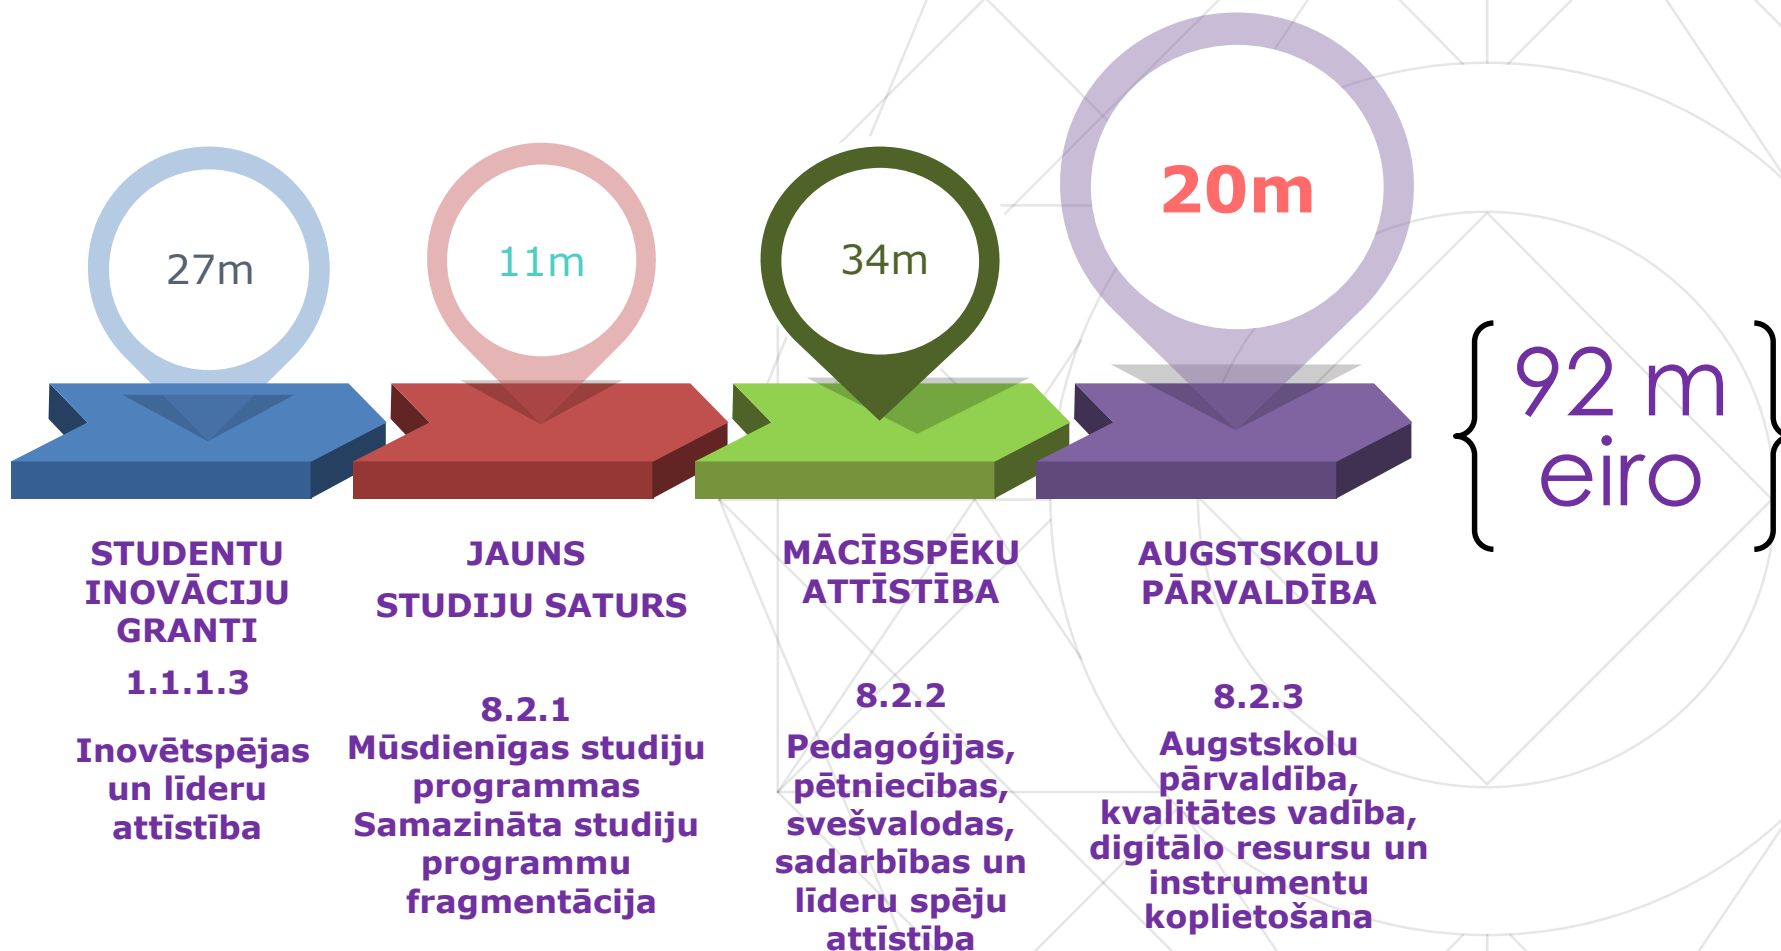 27m
11m
34m
20m
92 m
eiro
STUDENTU
INOVĀCIJU
GRANTI
1.1.1.3
Inovētspējas
un līderu
attīstība
JAUNS
STUDIJU SATURS
8.2.1
Mūsdienīgas studiju
programmas
Samazināta studiju
programmu
fragmentācija
MĀCĪBSPĒKU
ATTĪSTĪBA
8.2.2
Pedagoģijas,
pētniecības,
svešvalodas,
sadarbības un
līderu spēju
attīstība
AUGSTSKOLU
PĀRVALDĪBA
8.2.3
Augstskolu
pārvaldība,
kvalitātes vadība,
digitālo resursu un
instrumentu
koplietošana